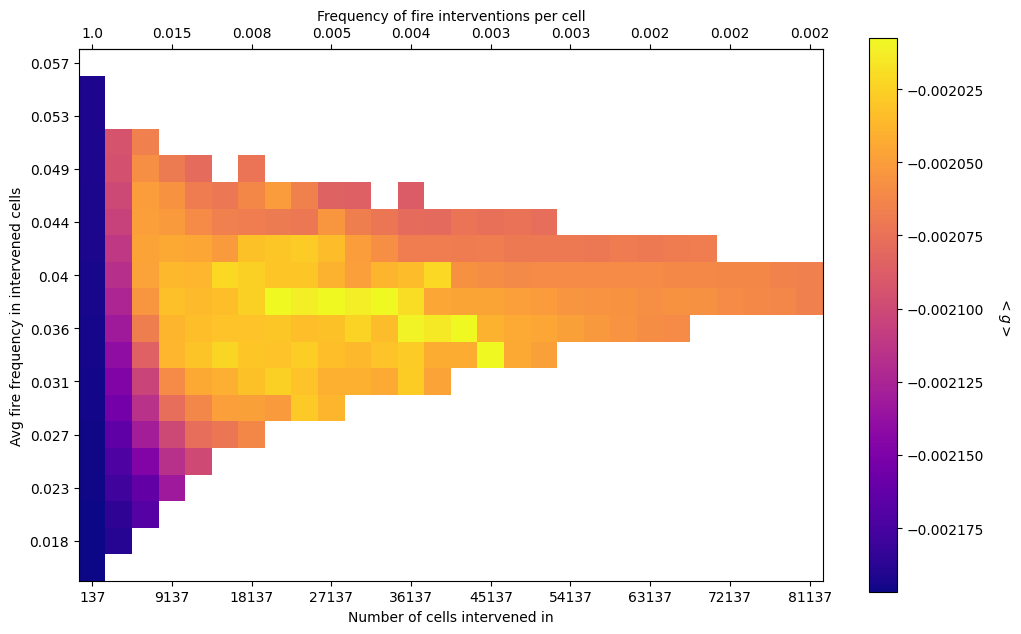 Frequency of fire interventions per cell
1.0 0.015 0.008 0.005 0.004 0.003 0.003 0.002 0.002 0.002
0.057
0.053
0.049
0.044
0.04
0.036
0.031
0.027
0.023
0.018
Avg fire frequency in intervened cells
137 9137 18137 27137 36137 45137 54137 63137 72137 81137
Number of cells intervened in
−0.002025
−0.002050
−0.002075
−0.002100
−0.002125
−0.002150
−0.002175
< g >